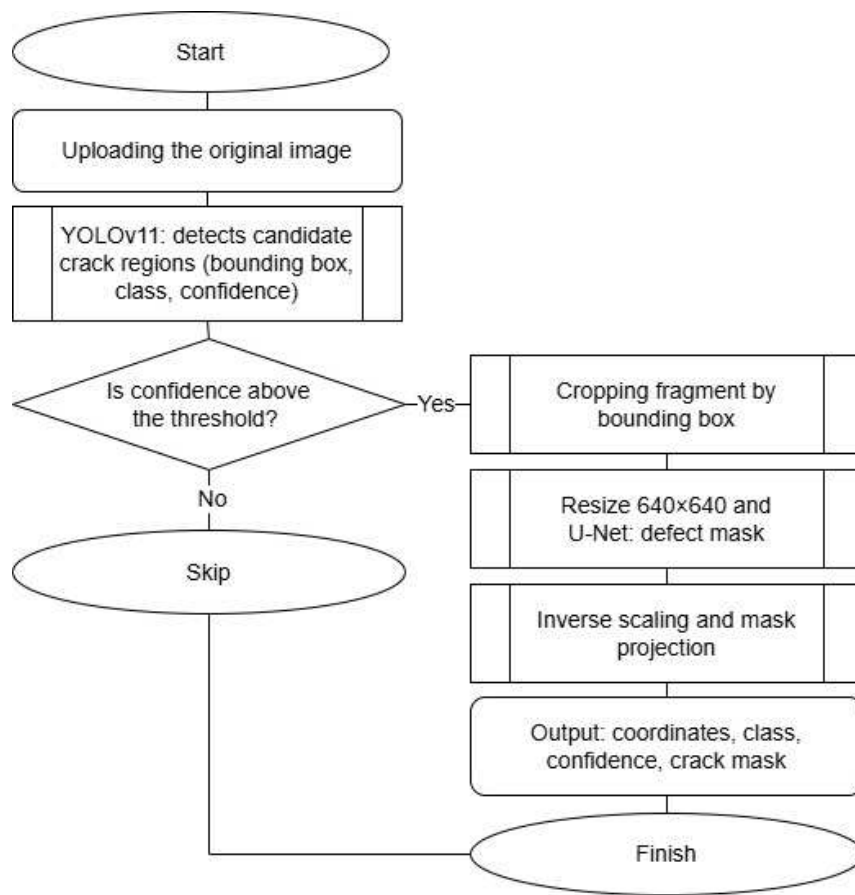 Start
Uploading the original image
YOLOv11: detects candidate
crack regions (bounding box,
class, confidence)
Is confidence above
the threshold?
Yes
No
Skip
Cropping fragment by
bounding box
Resize 640×640 and
U-Net: defect mask
Inverse scaling and mask
projection
Output: coordinates, class,
confidence, crack mask
Finish